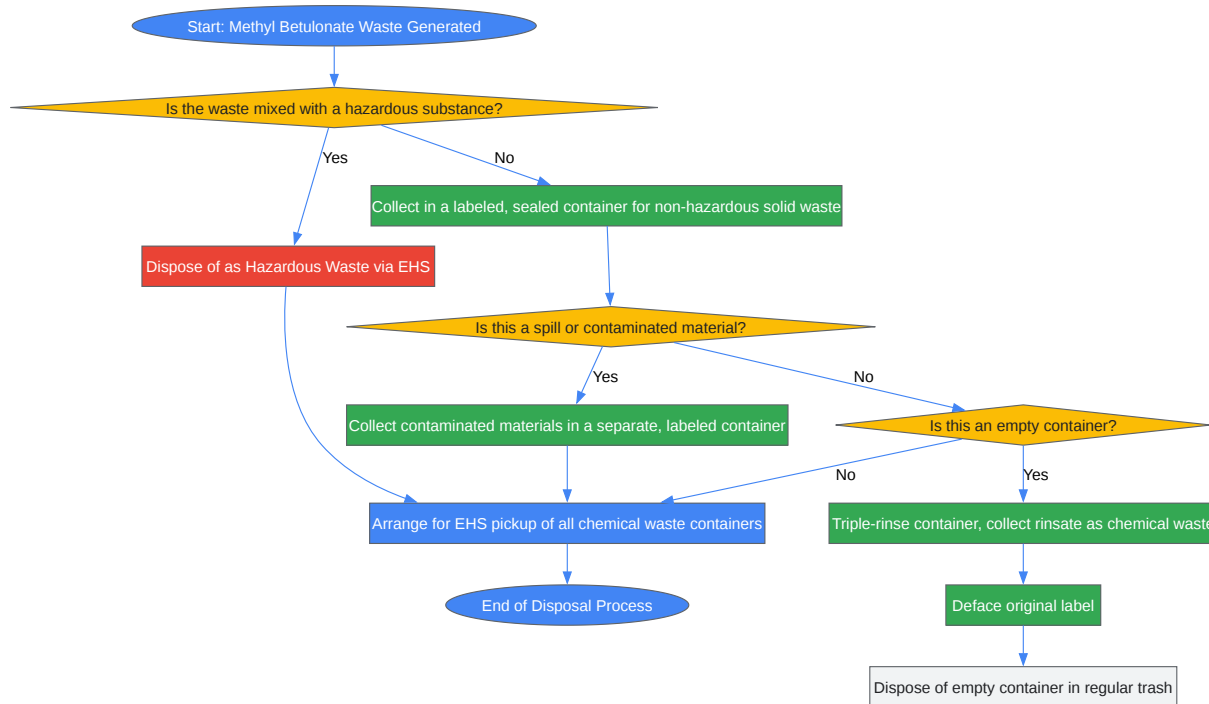 Start: Methyl Betulonate Waste Generated
Is the waste mixed with a hazardous substance?
Yes
No
Collect in a labeled, sealed container for non-hazardous solid waste
Dispose of as Hazardous Waste via EHS
Is this a spill or contaminated material?
Yes
No
Collect contaminated materials in a separate, labeled container
Is this an empty container?
No
Yes
Arrange for EHS pickup of all chemical waste containers
Triple-rinse container, collect rinsate as chemical waste
End of Disposal Process
Deface original label
Dispose of empty container in regular trash